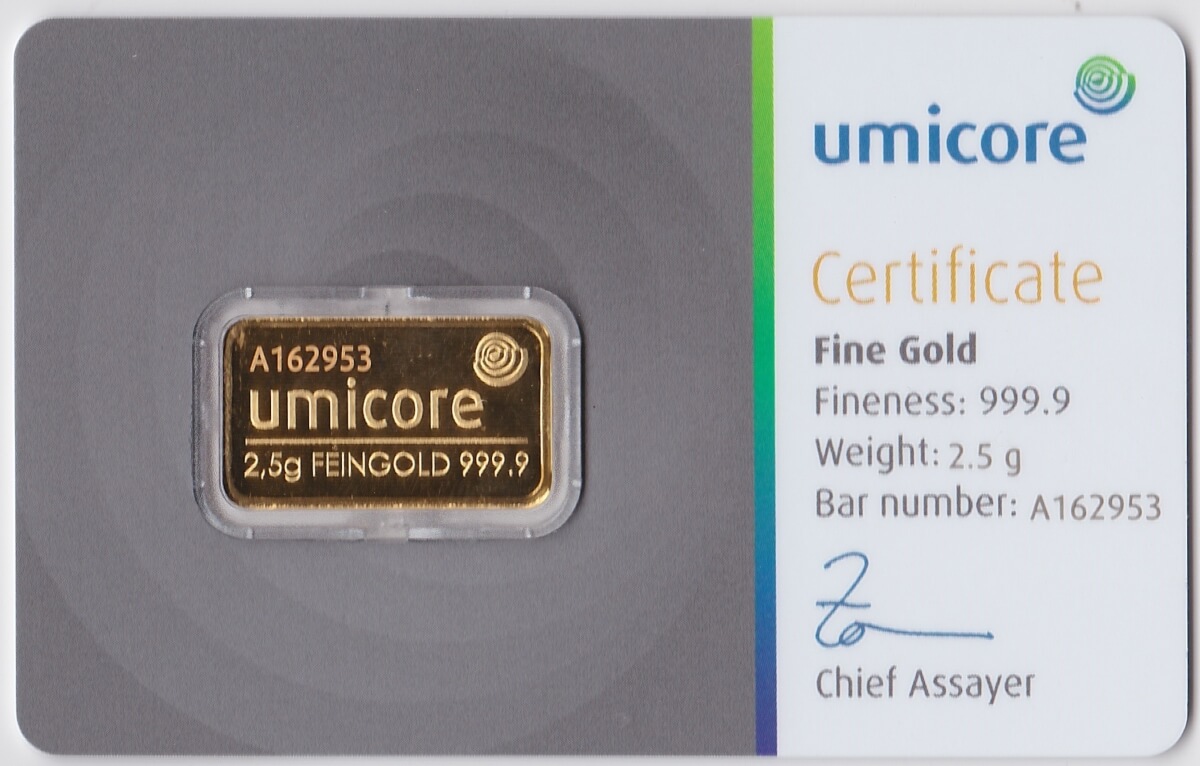 A162953
umicore
2,5g FEINGOLD 999.9
umicore
Certificate
Fine Gold
Fineness: 999.9
Weight: 2.5 g
Bar number: A162953
Chief Assayer